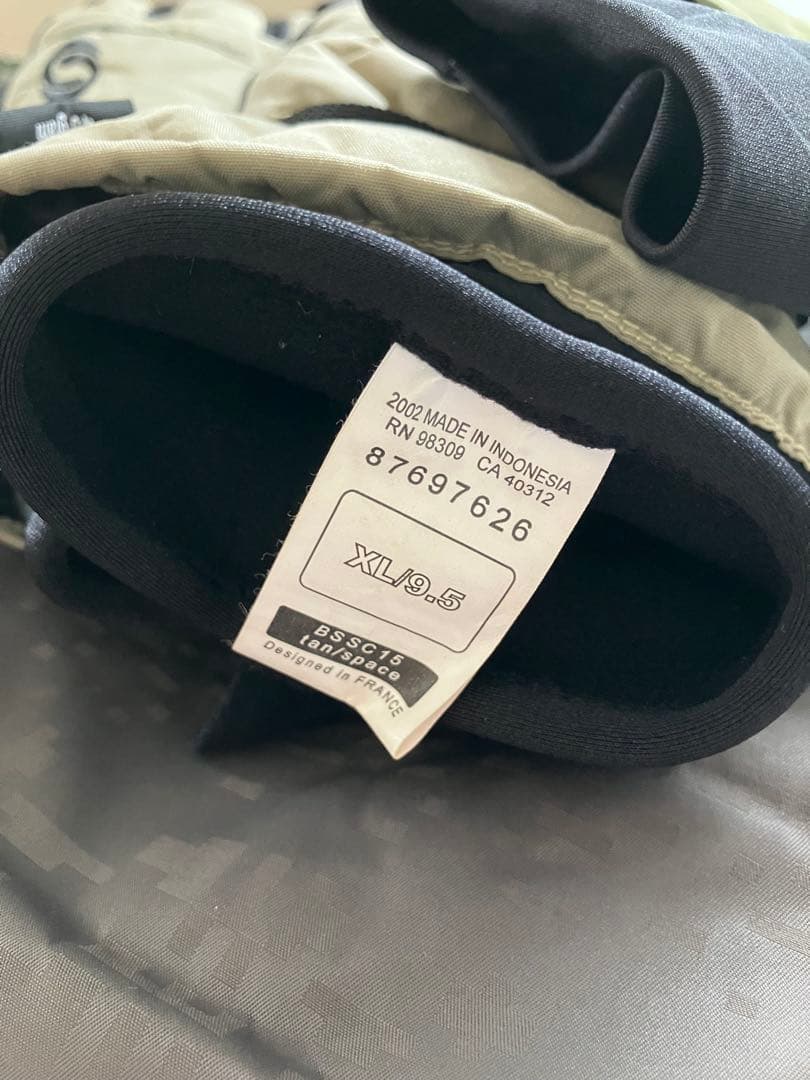 2002 MADE IN INDONESIA
RN 98309 CA 40312
87697626
XL/9.5
BSSC15
tan/space
Designed in FRANCE